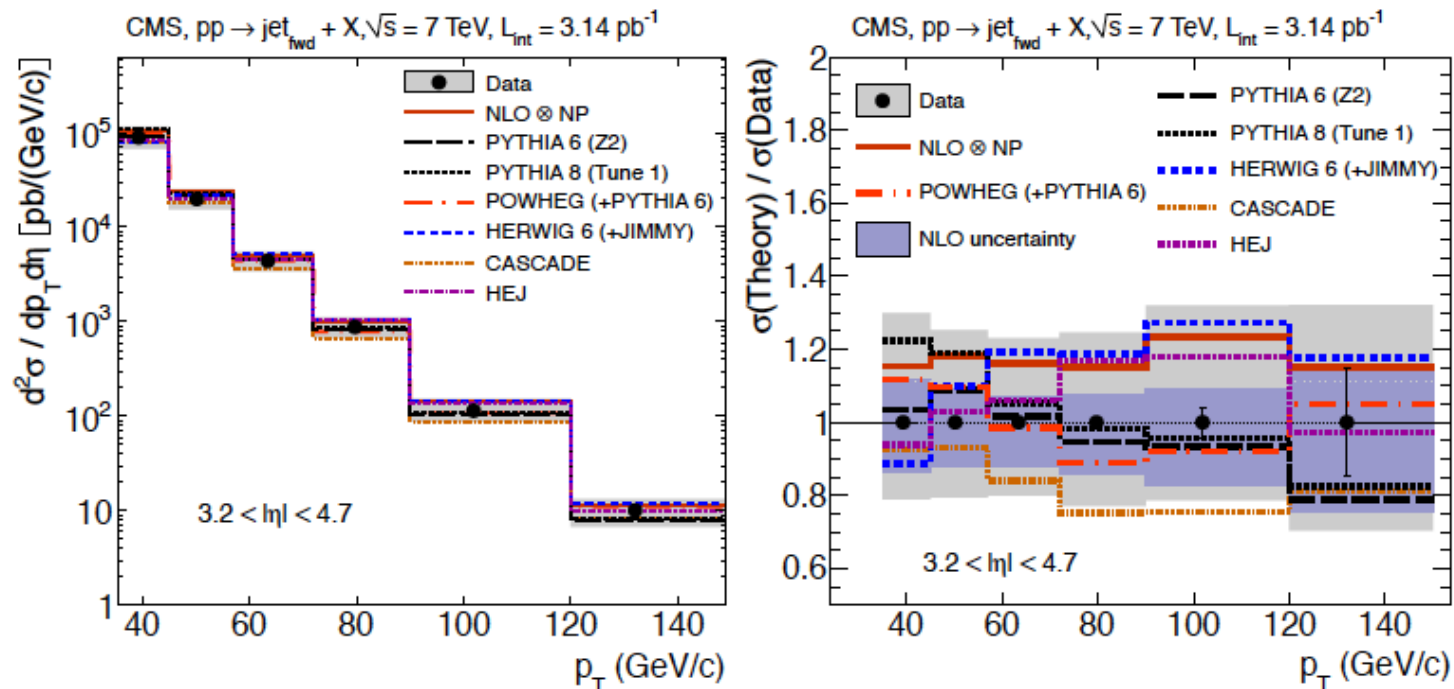 CMS, pp → jet_fwd + X,√s = 7 TeV, L_int = 3.14 pb⁻¹
d²σ / dp_T dη [pb/(GeV/c)]
10⁵
10⁴
10³
10²
10
1
Data
NLO ⊗ NP
PYTHIA 6 (Z2)
PYTHIA 8 (Tune 1)
POWHEG (+PYTHIA 6)
HERWIG 6 (+JIMMY)
CASCADE
HEJ
3.2 < |η| < 4.7
40 60 80 100 120 140
p_T (GeV/c)
CMS, pp → jet_fwd + X,√s = 7 TeV, L_int = 3.14 pb⁻¹
σ(Theory) / σ(Data)
2
1.8
1.6
1.4
1.2
1
0.8
0.6
Data
NLO ⊗ NP
POWHEG (+PYTHIA 6)
NLO uncertainty
PYTHIA 6 (Z2)
PYTHIA 8 (Tune 1)
HERWIG 6 (+JIMMY)
CASCADE
HEJ
3.2 < |η| < 4.7
40 60 80 100 120 140
p_T (GeV/c)